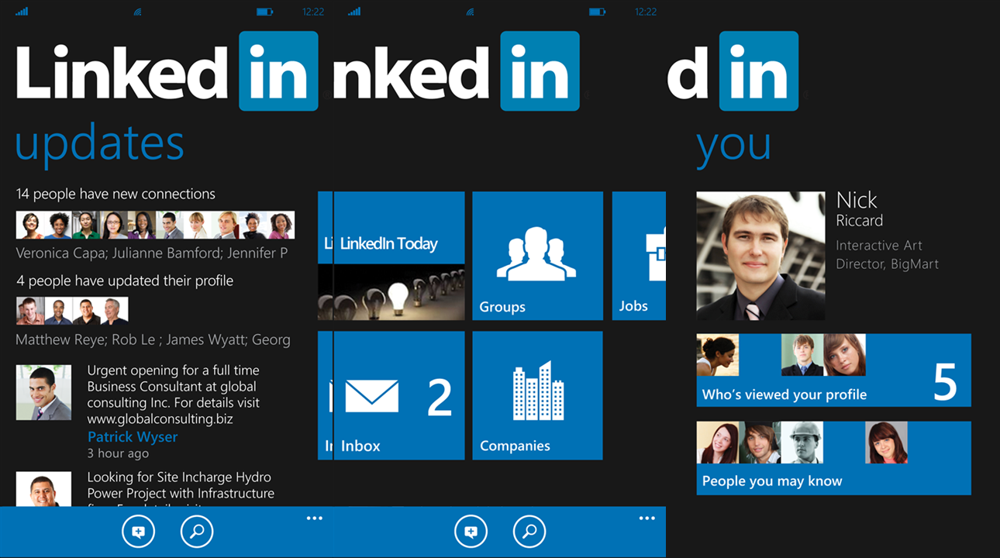 12:22
Linked in
updates
14 people have new connections
Veronica Capa; Julianne Bamford; Jennifer P
4 people have updated their profile
Matthew Reye; Rob Le ; James Wyatt; Georg
Urgent opening for a full time
Business Consultant at global
consulting Inc. For details visit
www.globalconsulting.biz
Patrick Wyser
3 hour ago
Looking for Site Incharge Hydro
Power Project with Infrastructure
12:22
nked in
Li LinkedIn Today
Groups
Jobs
2
Inbox
Companies
d in
you
Nick
Riccard
Interactive Art
Director, BigMart
5
Who's viewed your profile
People you may know